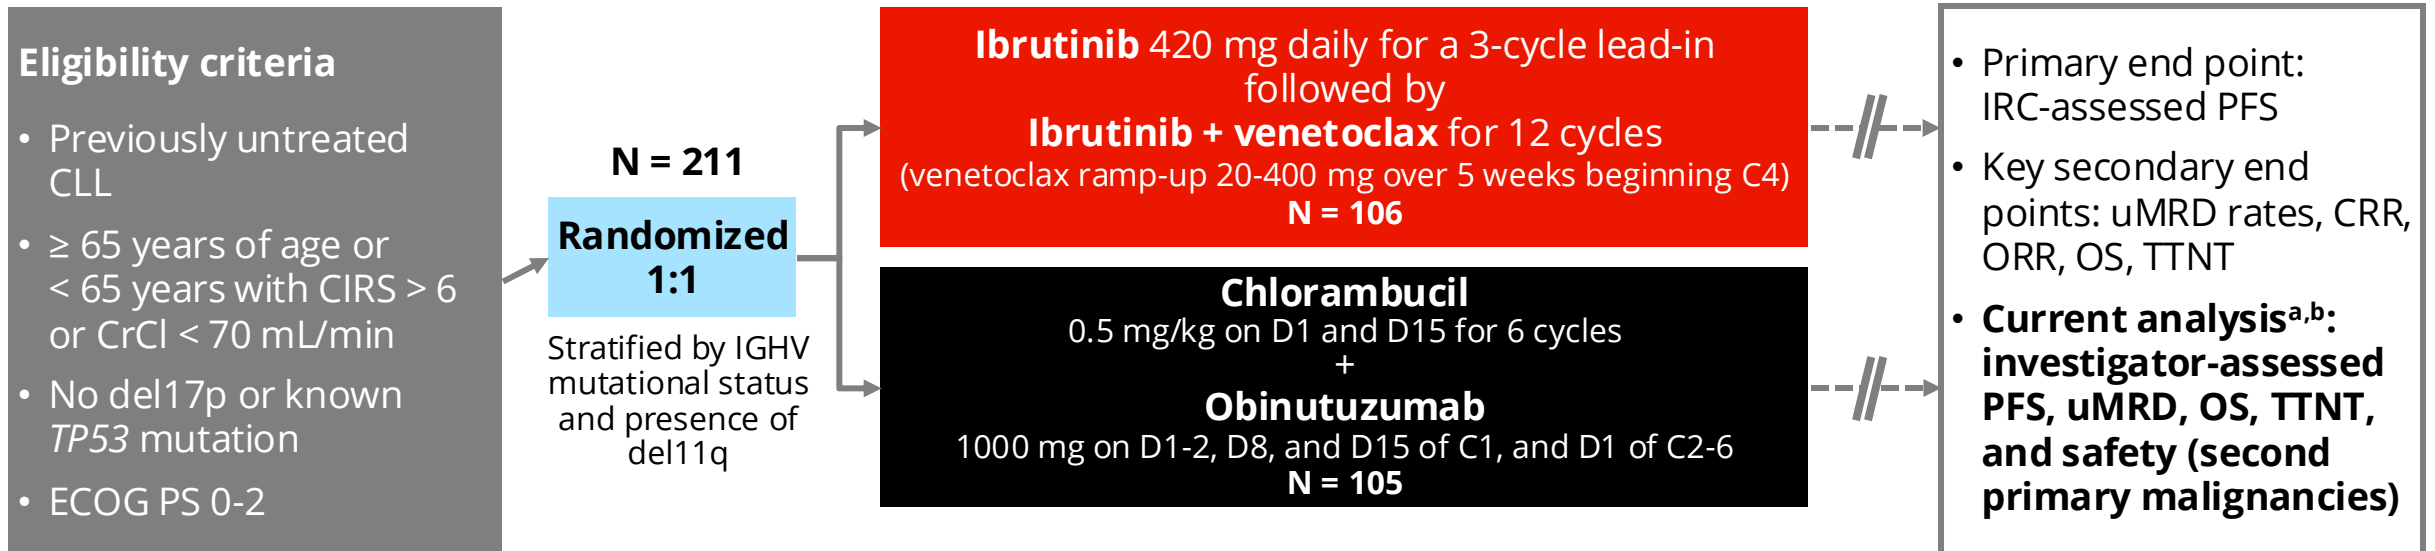 Eligibility criteria
• Previously untreated
CLL
• ≥ 65 years of age or
< 65 years with CIRS > 6
or CrCl < 70 mL/min
• No del17p or known
TP53 mutation
• ECOG PS 0-2
N = 211
Randomized
1:1
Stratified by IGHV
mutational status
and presence of
del11q
Ibrutinib 420 mg daily for a 3-cycle lead-in
followed by
Ibrutinib + venetoclax for 12 cycles
(venetoclax ramp-up 20-400 mg over 5 weeks beginning C4)
N = 106
Chlorambucil
0.5 mg/kg on D1 and D15 for 6 cycles
+
Obinutuzumab
1000 mg on D1-2, D8, and D15 of C1, and D1 of C2-6
N = 105
• Primary end point:
IRC-assessed PFS
• Key secondary end
points: uMRD rates, CRR,
ORR, OS, TTNT
• Current analysisᵃ,ᵇ:
investigator-assessed
PFS, uMRD, OS, TTNT,
and safety (second
primary malignancies)